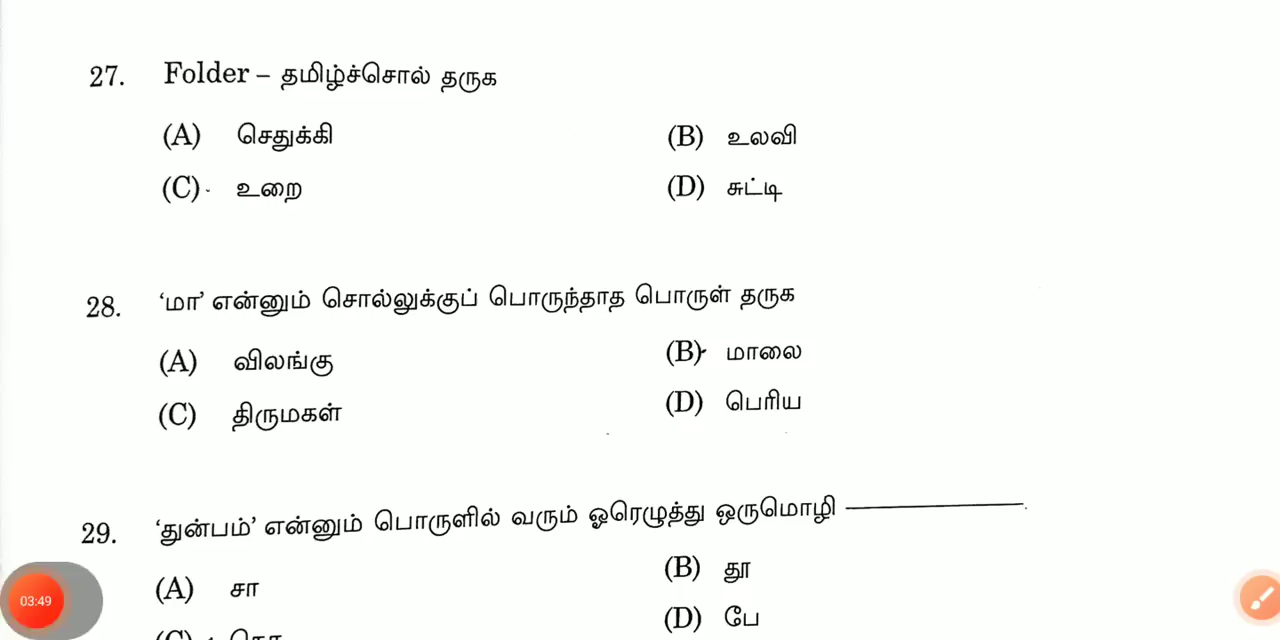 27. Folder – தமிழ்ச்சொல் தருக
(A) செதுக்கி (B) உலவி
(C) உறை (D) சுட்டி
28. ‘மா’ என்னும் சொல்லுக்குப் பொருந்தாத பொருள் தருக
(A) விலங்கு (B) மாலை
(C) திருமகள் (D) பெரிய
29. ‘துன்பம்’ என்னும் பொருளில் வரும் ஓரெழுத்து ஒருமொழி ————.
(A) சா (B) தூ
(D) பே
03:49